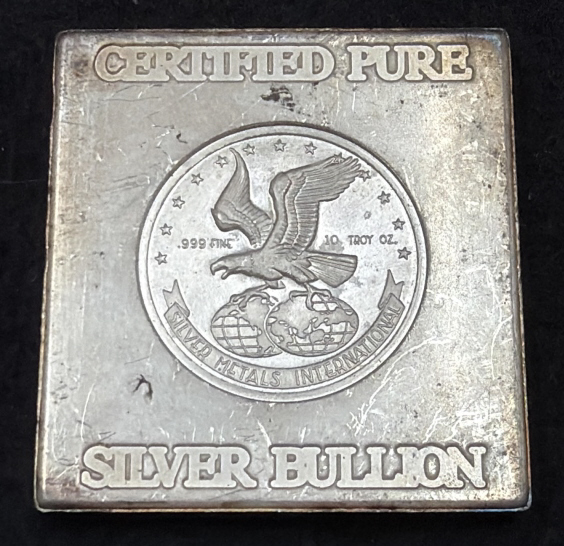 CERTIFIED PURE
.999 FINE 10 TROY OZ.
SILVER METALS INTERNATIONAL
SILVER BULLION